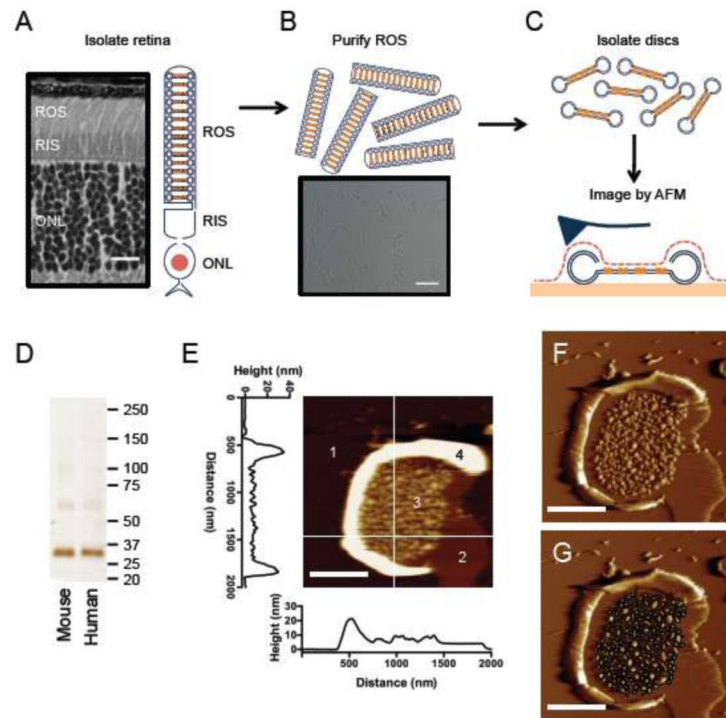 A
Isolate retina
ROS
RIS
ONL
ROS
RIS
ONL
B
Purify ROS
C
Isolate discs
Image by AFM
D
250
150
100
75
50
37
25
20
Mouse
Human
E
Height (nm)
0 20 40
Distance (nm)
0
500
1000
1500
2000
1
2
3
4
Height (nm)
30
20
10
0
500 1000 1500 2000
Distance (nm)
F
G